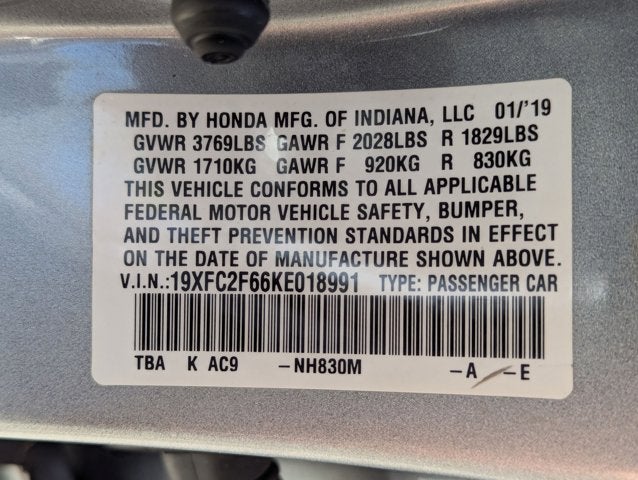 MFD. BY HONDA MFG. OF INDIANA, LLC 01/'19
GVWR 3769LBS GAWR F 2028LBS R 1829LBS
GVWR 1710KG GAWR F 920KG R 830KG
THIS VEHICLE CONFORMS TO ALL APPLICABLE
FEDERAL MOTOR VEHICLE SAFETY, BUMPER,
AND THEFT PREVENTION STANDARDS IN EFFECT
ON THE DATE OF MANUFACTURE SHOWN ABOVE.
V.I.N.:19XFC2F66KE018991 TYPE: PASSENGER CAR
TBA K AC9 -NH830M -A -E